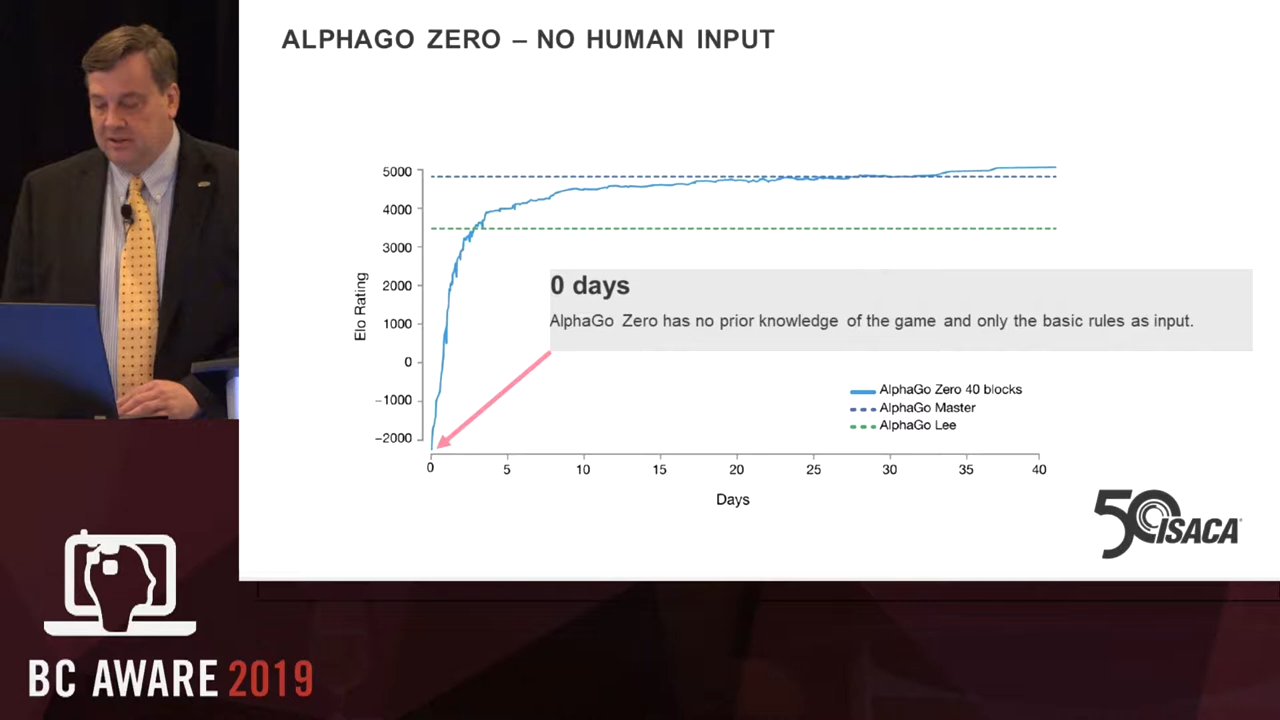 ALPHAGO ZERO – NO HUMAN INPUT
5000
4000
3000
2000
1000
0
−1000
−2000
Elo Rating
0 days
AlphaGo Zero has no prior knowledge of the game and only the basic rules as input.
AlphaGo Zero 40 blocks
AlphaGo Master
AlphaGo Lee
0 5 10 15 20 25 30 35 40
Days
50 ISACA®
BC AWARE 2019